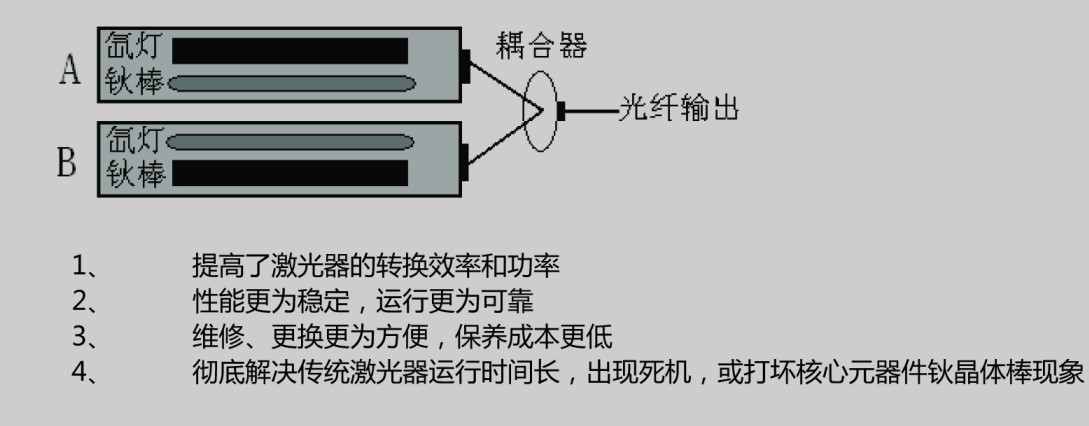 A
氙灯
钬棒
耦合器
光纤输出
B
氙灯
钬棒
1、 提高了激光器的转换效率和功率
2、 性能更为稳定，运行更为可靠
3、 维修、更换更为方便，保养成本更低
4、 彻底解决传统激光器运行时间长，出现死机，或打坏核心元器件钬晶体棒现象